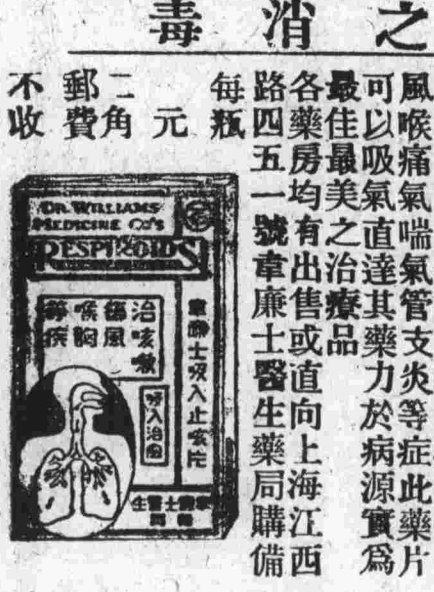 之消毒
風喉痛氣喘氣管支炎等症此藥片
可以吸氣直達其藥力於病源實爲
最佳最美之治療品
各藥房均有出售或直向上海江西
路四五一號韋廉士醫生藥局購備
每瓶
元
二角
郵費
不收
DR. WILLIAMS
MEDICINE CO'S
RESPIROIDS
韋廉士吸入止咳片
治咳嗽
傷風
喉胸
等疾